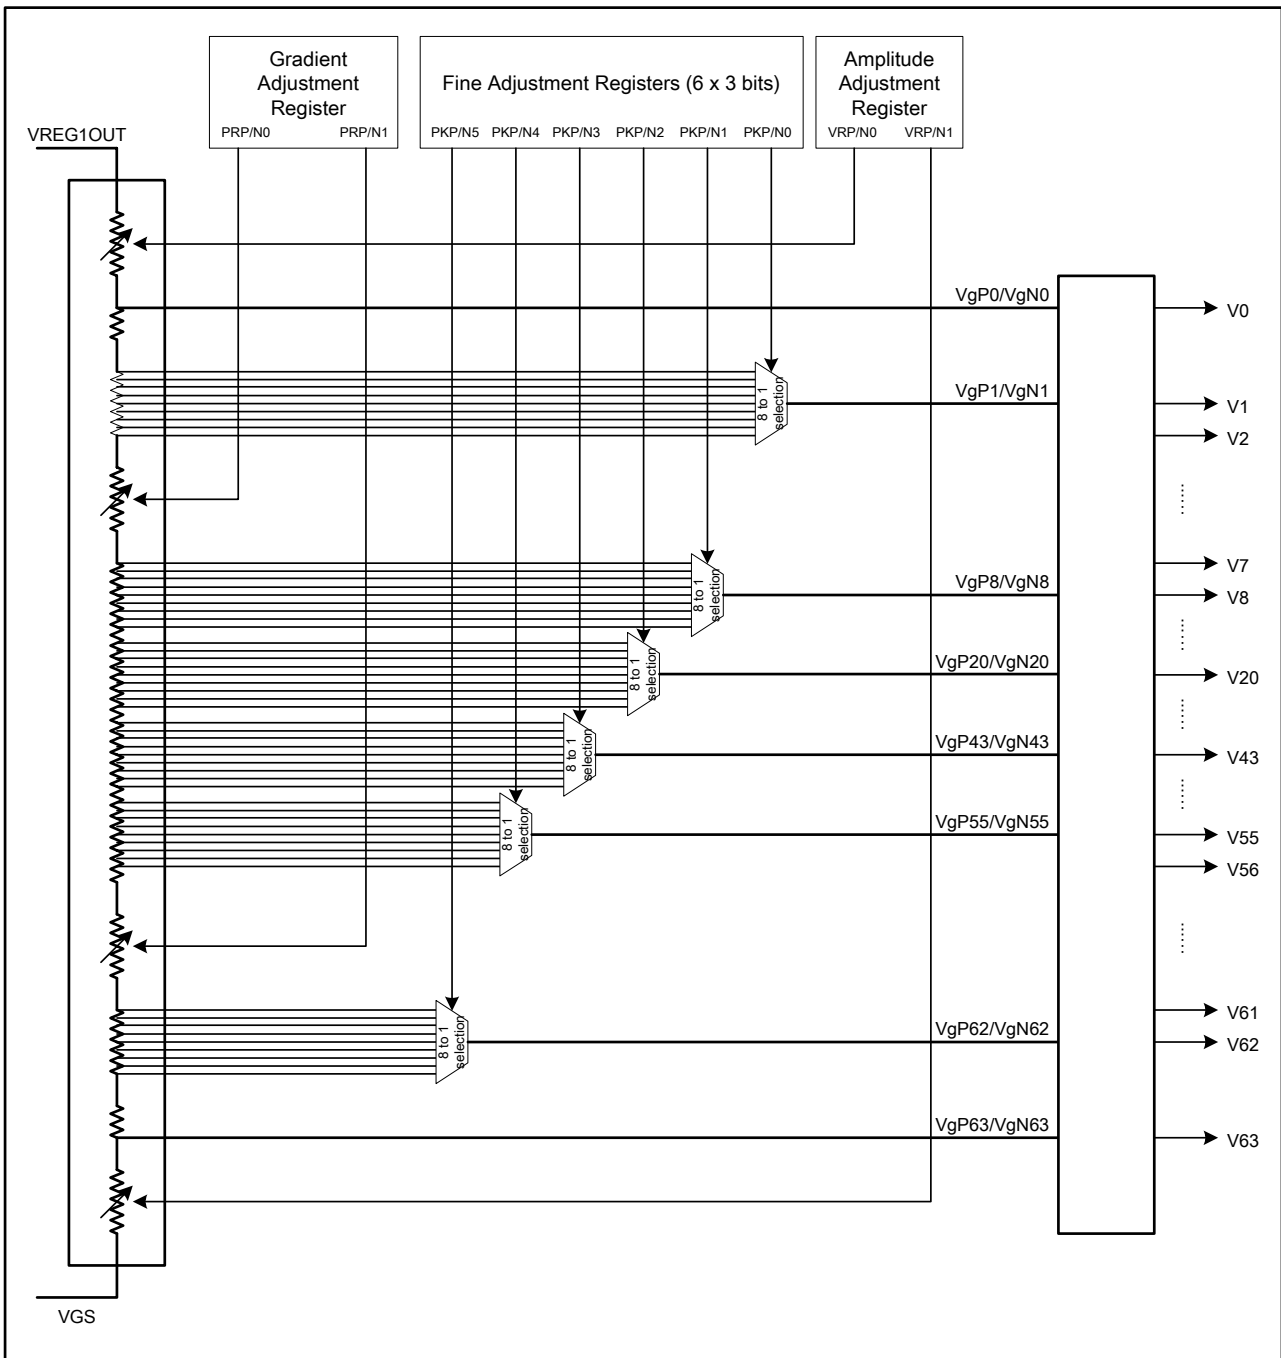 Gradient
Adjustment
Register
PRP/N0 PRP/N1
Fine Adjustment Registers (6 x 3 bits)
PKP/N5 PKP/N4 PKP/N3 PKP/N2 PKP/N1 PKP/N0
Amplitude
Adjustment
Register
VRP/N0 VRP/N1
VREG1OUT
VgP0/VgN0
V0
8 to 1
selection
VgP1/VgN1
V1
V2
V7
8 to 1
selection
VgP8/VgN8
V8
8 to 1
selection
VgP20/VgN20
V20
8 to 1
selection
VgP43/VgN43
V43
8 to 1
selection
VgP55/VgN55
V55
V56
V61
8 to 1
selection
VgP62/VgN62
V62
VgP63/VgN63
V63
VGS